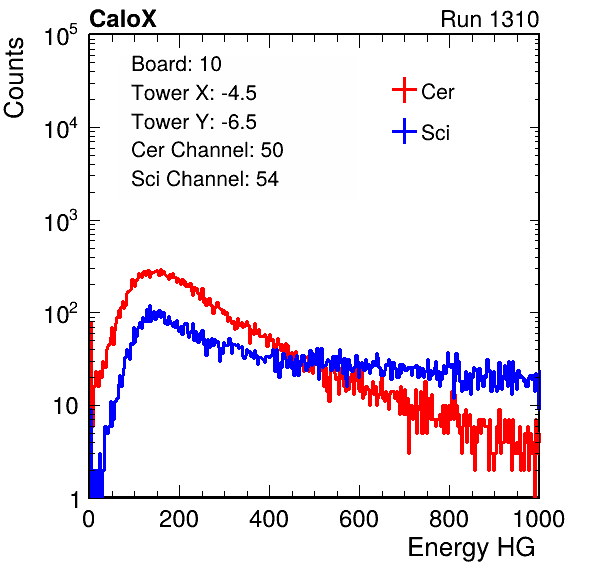 CaloX Run 1310
Counts
10^5
10^4
10^3
10^2
10
1
Board: 10
Tower X: -4.5
Tower Y: -6.5
Cer Channel: 50
Sci Channel: 54
Cer
Sci
0 200 400 600 800 1000
Energy HG